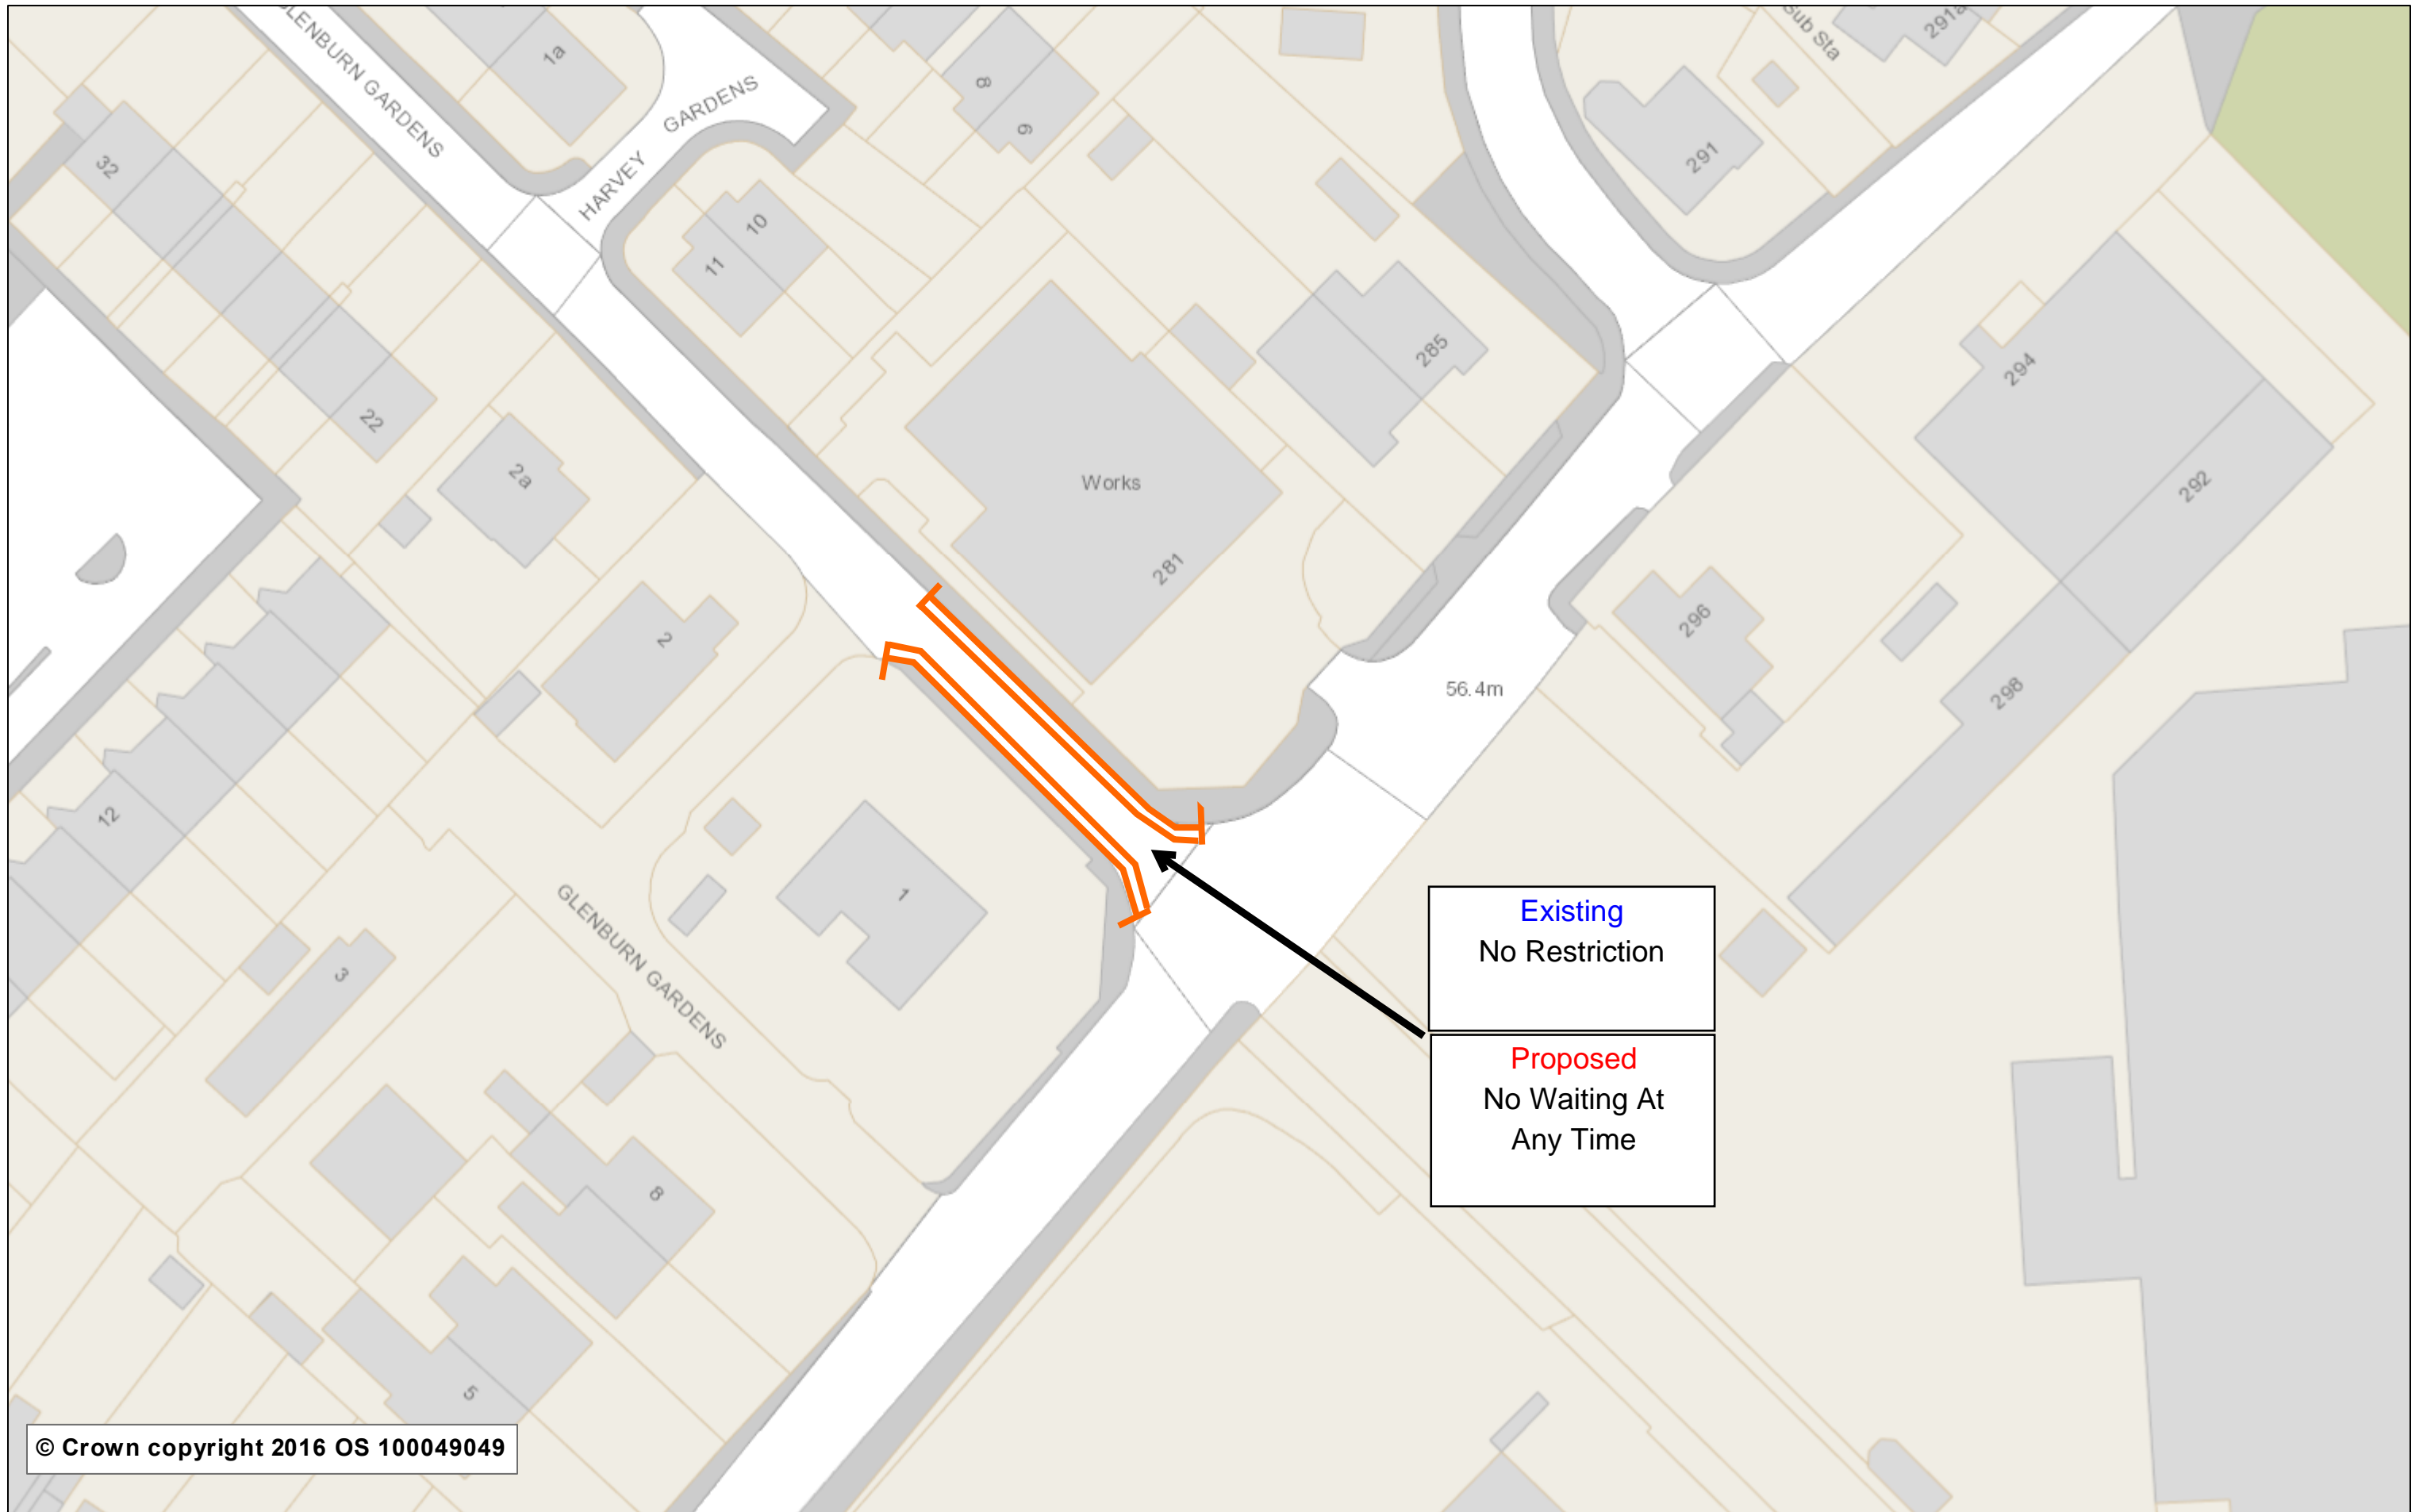 GLENBURN GARDENS
1a
HARVEY GARDENS
8
9
Sub Sta
291a
32
10
11
291
22
2a
285
294
Works
292
281
2
296
56.4m
298
12
1
GLENBURN GARDENS
3
Existing
No Restriction
Proposed
No Waiting At
Any Time
8
5
© Crown copyright 2016 OS 100049049